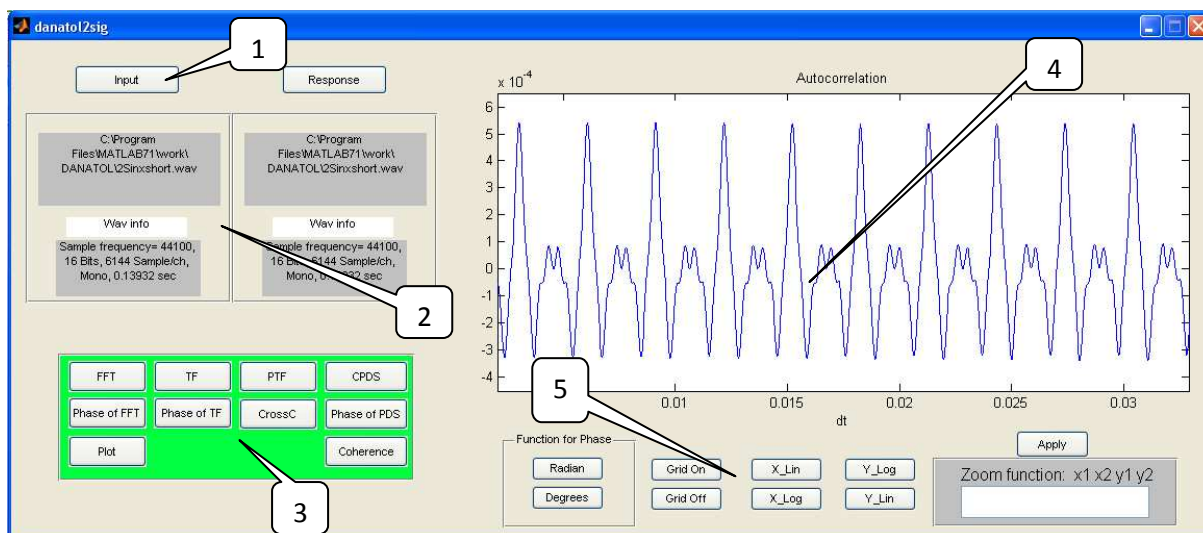 danatol2sig
1
Input
Response
C:\Program
Files\MATLAB71\work\
DANATOL\2Sinxshort.wav
Wav info
Sample frequency= 44100,
16 Bits, 6144 Sample/ch,
Mono, 0.13932 sec
C:\Program
Files\MATLAB71\work\
DANATOL\2Sinxshort.wav
Wav info
Sample frequency= 44100,
16 Bits, 6144 Sample/ch,
Mono, sec
2
FFT TF PTF CPDS
Phase of FFT Phase of TF CrossC Phase of PDS
Plot Coherence
3
Autocorrelation
4
x 10-4
6
5
4
3
2
1
0
-1
-2
-3
-4
0.01 0.015 0.02 0.025 0.03
dt
5
Function for Phase
Radian
Degrees
Grid On X_Lin Y_Log
Grid Off X_Log Y_Lin
Apply
Zoom function: x1 x2 y1 y2